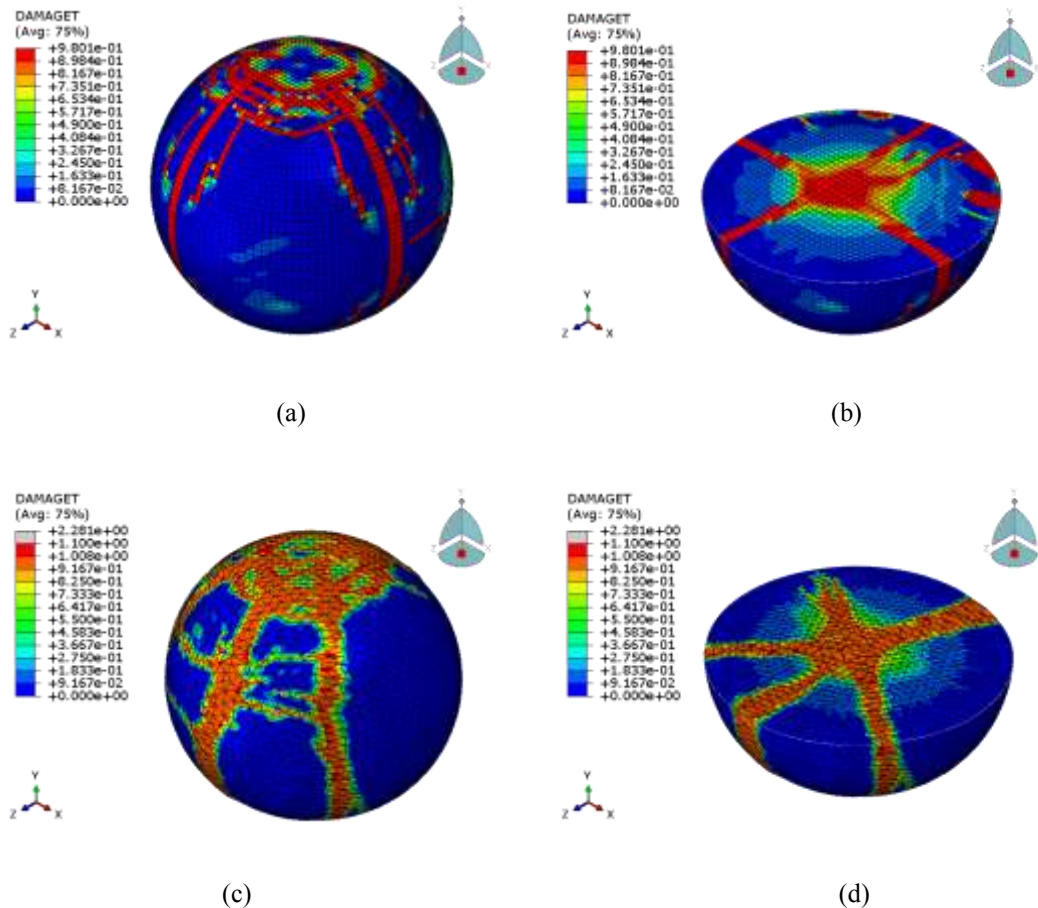 DAMAGET
(Avg: 75%)
+9.801e-01
+8.984e-01
+8.167e-01
+7.351e-01
+6.534e-01
+5.717e-01
+4.900e-01
+4.084e-01
+3.267e-01
+2.450e-01
+1.633e-01
+8.167e-02
+0.000e+00
Y
Z X
(a)
DAMAGET
(Avg: 75%)
+9.801e-01
+8.984e-01
+8.167e-01
+7.351e-01
+6.534e-01
+5.717e-01
+4.900e-01
+4.084e-01
+3.267e-01
+2.450e-01
+1.633e-01
+8.167e-02
+0.000e+00
Y
Z X
(b)
DAMAGET
(Avg: 75%)
+2.281e+00
+1.100e+00
+1.008e+00
+9.167e-01
+8.250e-01
+7.333e-01
+6.417e-01
+5.500e-01
+4.583e-01
+3.667e-01
+2.750e-01
+1.833e-01
+9.167e-02
+0.000e+00
Y
Z X
(c)
DAMAGET
(Avg: 75%)
+2.281e+00
+1.100e+00
+1.008e+00
+9.167e-01
+8.250e-01
+7.333e-01
+6.417e-01
+5.500e-01
+4.583e-01
+3.667e-01
+2.750e-01
+1.833e-01
+9.167e-02
+0.000e+00
Y
Z X
(d)